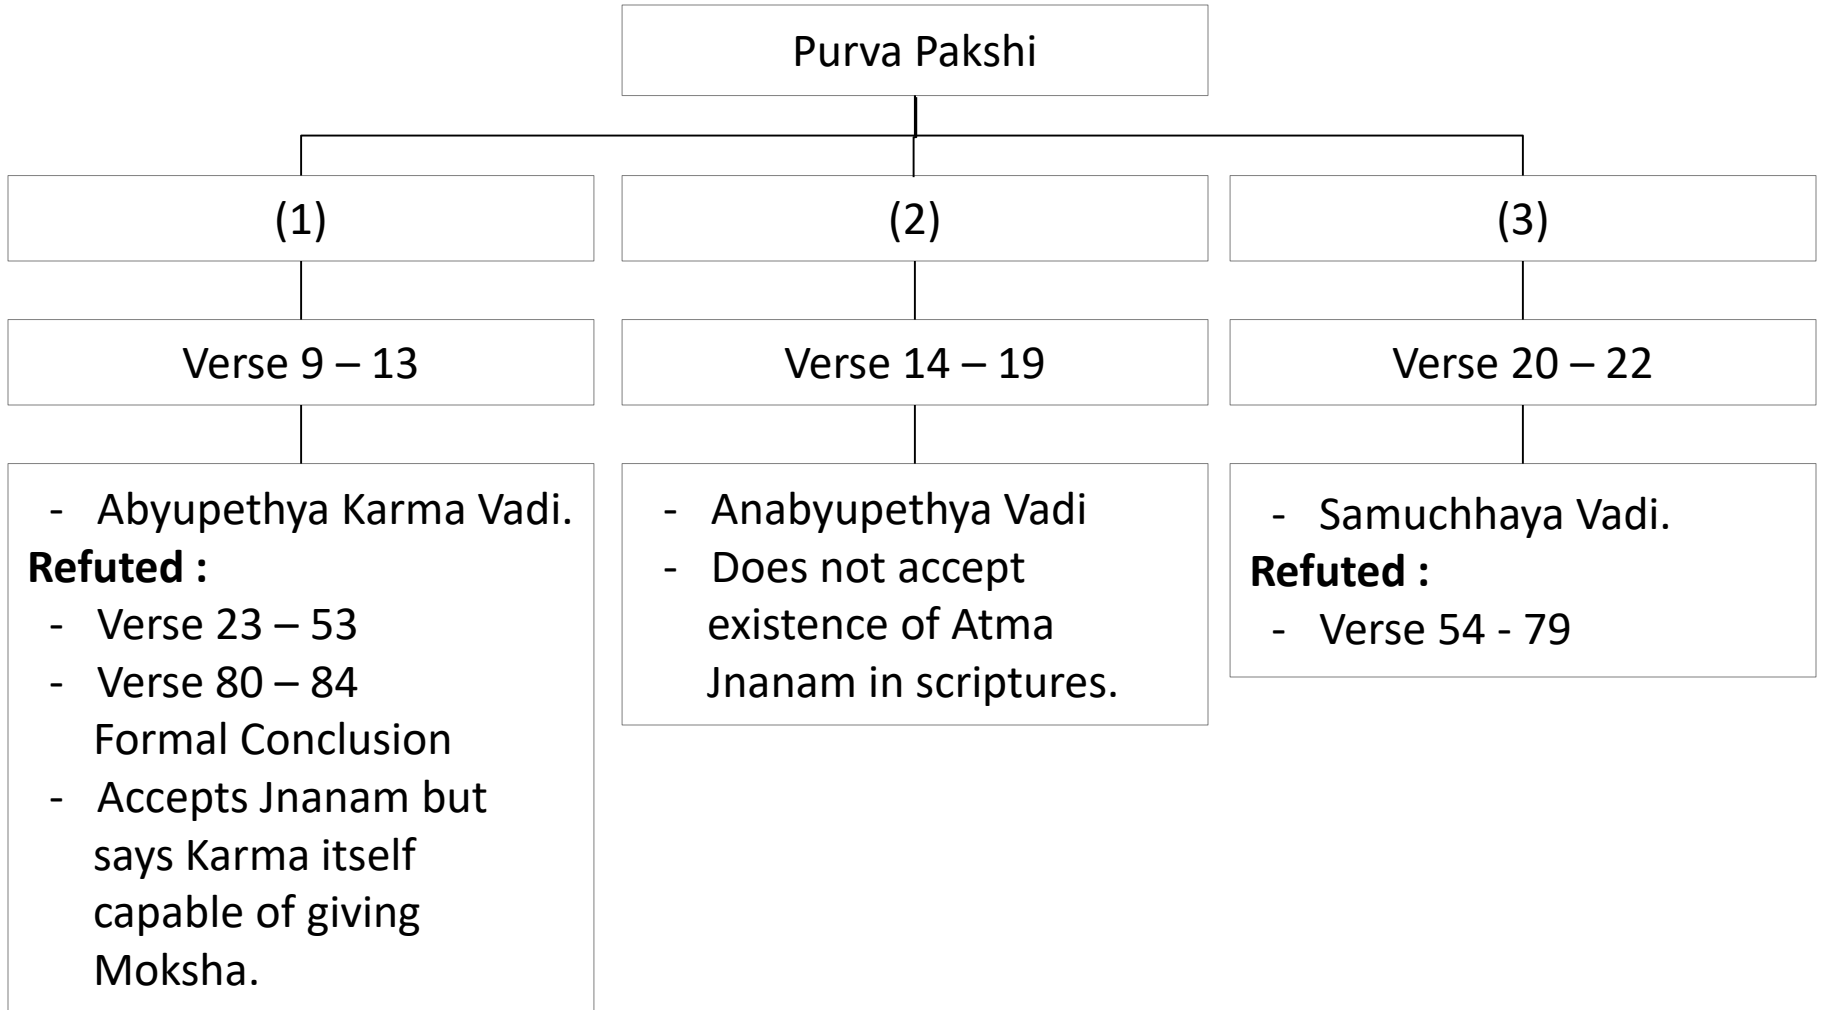 Purva Pakshi
(1)
(2)
(3)
Verse 9 – 13
Verse 14 – 19
Verse 20 – 22
- Abyupethya Karma Vadi.
Refuted :
- Verse 23 – 53
- Verse 80 – 84
Formal Conclusion
- Accepts Jnanam but
says Karma itself
capable of giving
Moksha.
- Anabyupethya Vadi
- Does not accept
existence of Atma
Jnanam in scriptures.
- Samuchhaya Vadi.
Refuted :
- Verse 54 - 79